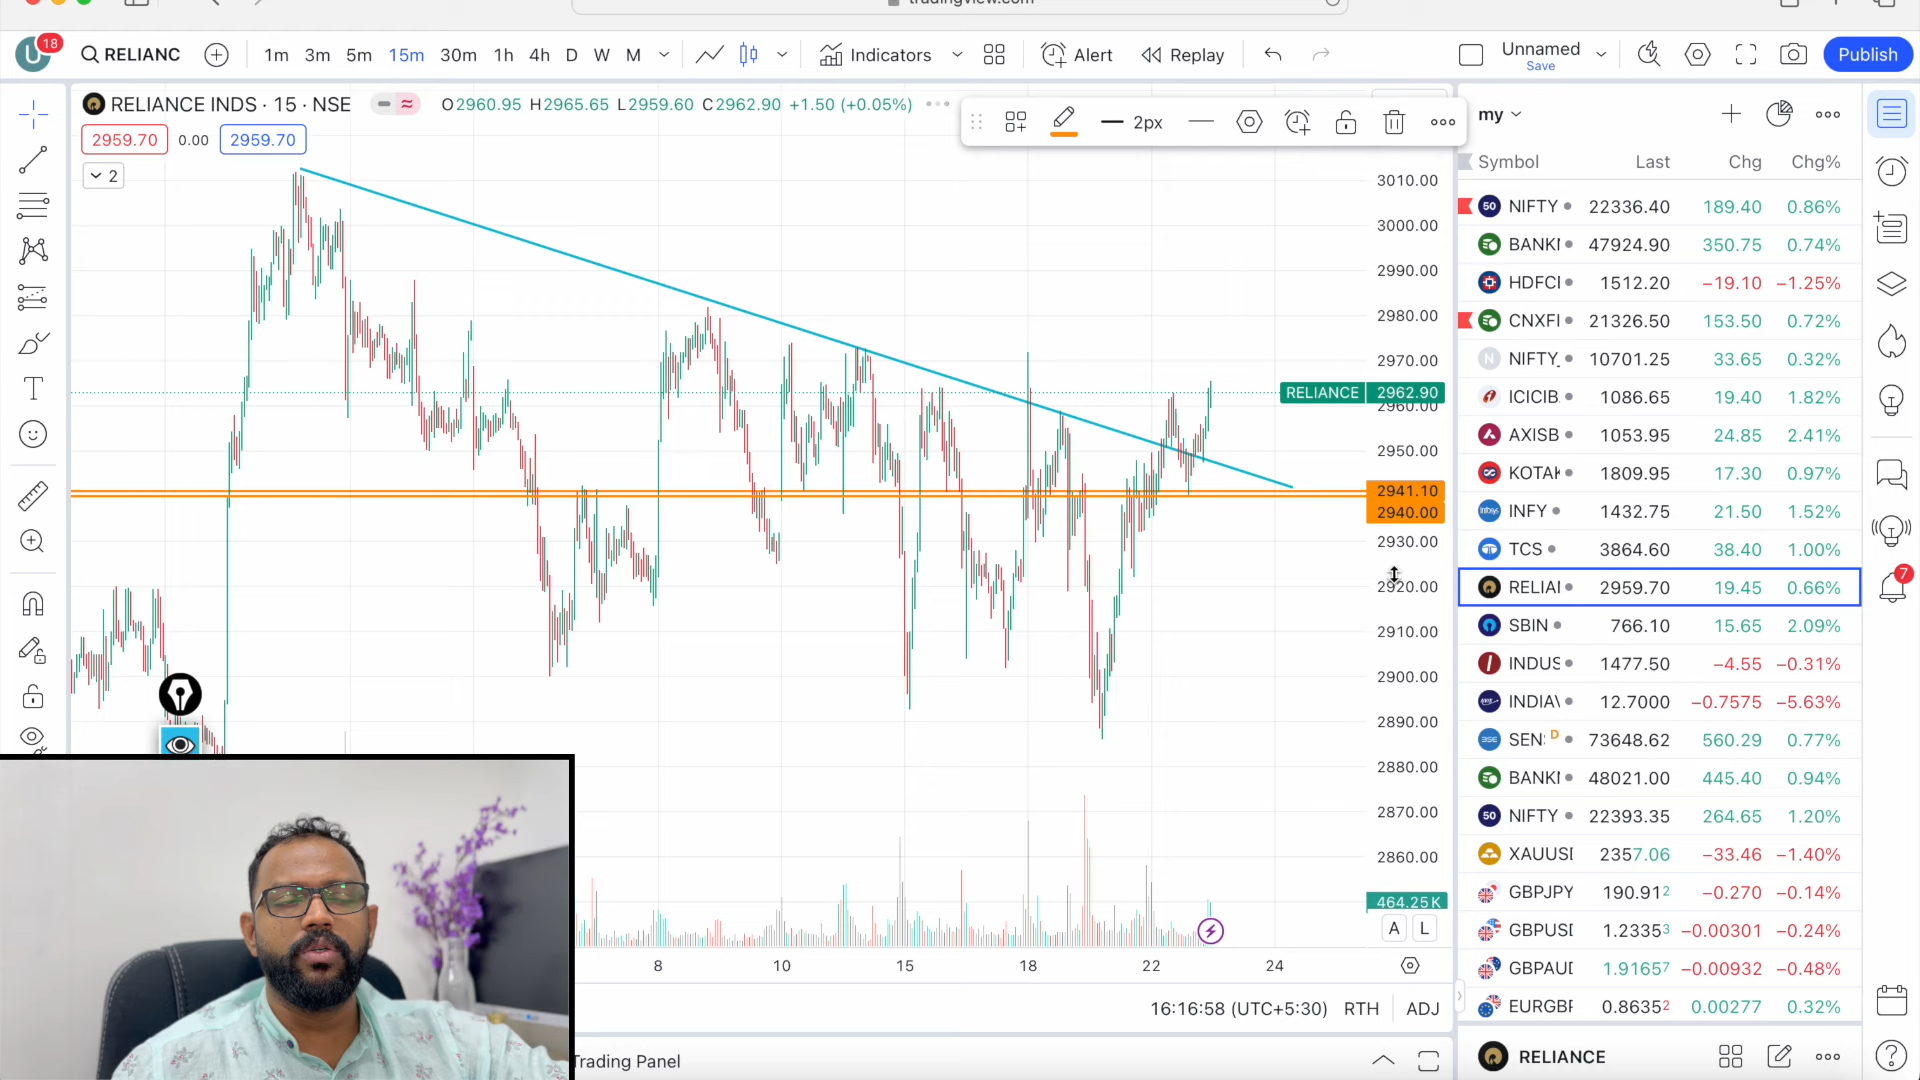 tradingview.com
U 18 RELIANC 1m 3m 5m 15m 30m 1h 4h D W M Indicators Alert Replay Unnamed Save Publish
RELIANCE INDS · 15 · NSE O2960.95 H2965.65 L2959.60 C2962.90 +1.50 (+0.05%)
2959.70 0.00 2959.70
2
2px
3010.00
3000.00
2990.00
2980.00
2970.00
RELIANCE 2962.90
2960.00
2950.00
2941.10
2940.00
2930.00
2920.00
2910.00
2900.00
2890.00
2880.00
2870.00
2860.00
464.25K
A L
8 10 15 18 22 24
16:16:58 (UTC+5:30) RTH ADJ
Trading Panel
my
Symbol Last Chg Chg%
50 NIFTY 22336.40 189.40 0.86%
BANKI 47924.90 350.75 0.74%
HDFCI 1512.20 −19.10 −1.25%
CNXFI 21326.50 153.50 0.72%
N NIFTY_ 10701.25 33.65 0.32%
ICICIB 1086.65 19.40 1.82%
AXISB 1053.95 24.85 2.41%
KOTAK 1809.95 17.30 0.97%
INFY 1432.75 21.50 1.52%
TCS 3864.60 38.40 1.00%
RELIAI 2959.70 19.45 0.66%
SBIN 766.10 15.65 2.09%
INDUS 1477.50 −4.55 −0.31%
INDIAV 12.7000 −0.7575 −5.63%
SEN: D 73648.62 560.29 0.77%
BANKI 48021.00 445.40 0.94%
50 NIFTY 22393.35 264.65 1.20%
XAUUSI 2357.06 −33.46 −1.40%
GBPJPY 190.912 −0.270 −0.14%
GBPUSI 1.23353 −0.00301 −0.24%
GBPAUI 1.91657 −0.00932 −0.48%
EURGBI 0.86352 0.00277 0.32%
RELIANCE
7